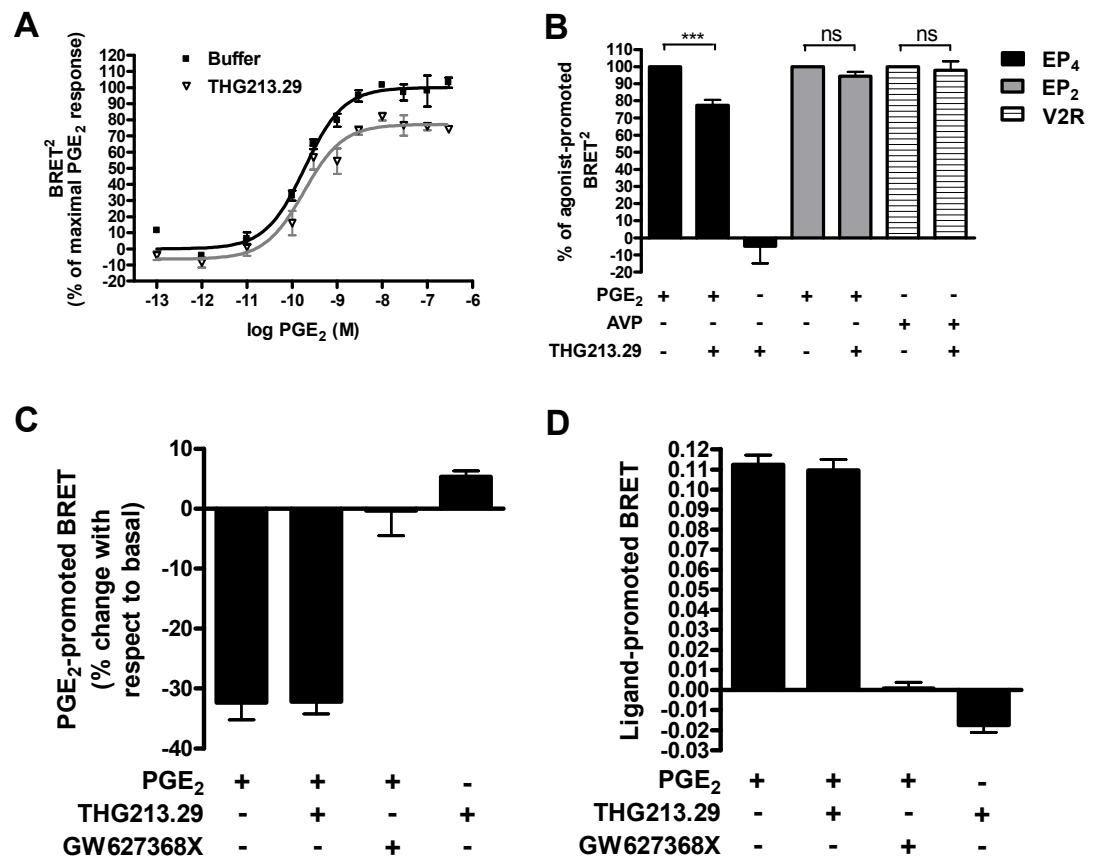 A
BRET2
(% of maximal PGE2 response)
Buffer
THG213.29
120
110
100
90
80
70
60
50
40
30
20
10
0
-10
-20
-13 -12 -11 -10 -9 -8 -7 -6
log PGE2 (M)
B
% of agonist-promoted
BRET2
*** ns ns
110
100
90
80
70
60
50
40
30
20
10
0
-10
-20
EP4
EP2
V2R
PGE2 + + - + + - -
AVP - - - - - + +
THG213.29 - + + - + - +
C
PGE2-promoted BRET
(% change with
respect to basal)
10
0
-10
-20
-30
-40
PGE2 + + + -
THG213.29 - + - +
GW627368X - - + -
D
Ligand-promoted BRET
0.12
0.11
0.10
0.09
0.08
0.07
0.06
0.05
0.04
0.03
0.02
0.01
0.00
-0.01
-0.02
-0.03
PGE2 + + + -
THG213.29 - + - +
GW627368X - - + -